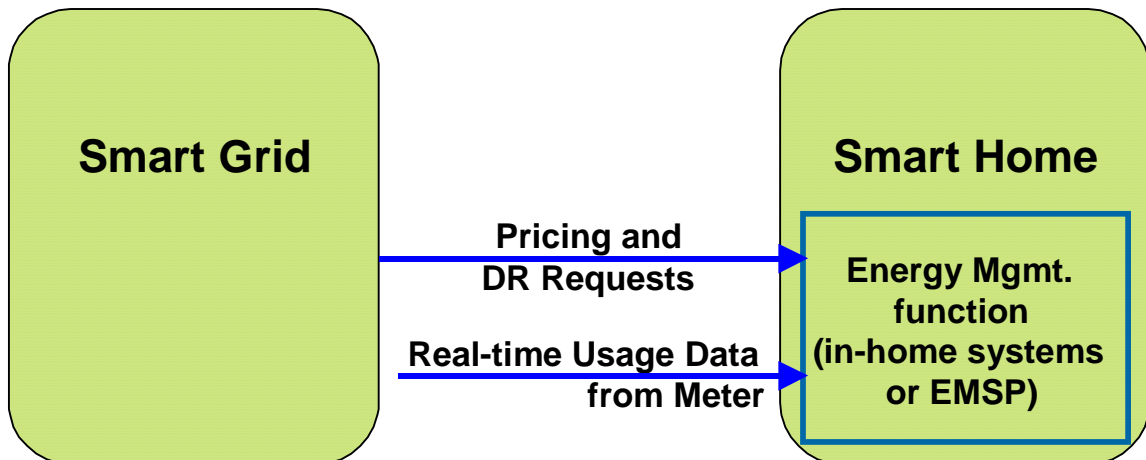 Smart Grid
Smart Home
Pricing and
DR Requests
Real-time Usage Data
from Meter
Energy Mgmt.
function
(in-home systems
or EMSP)